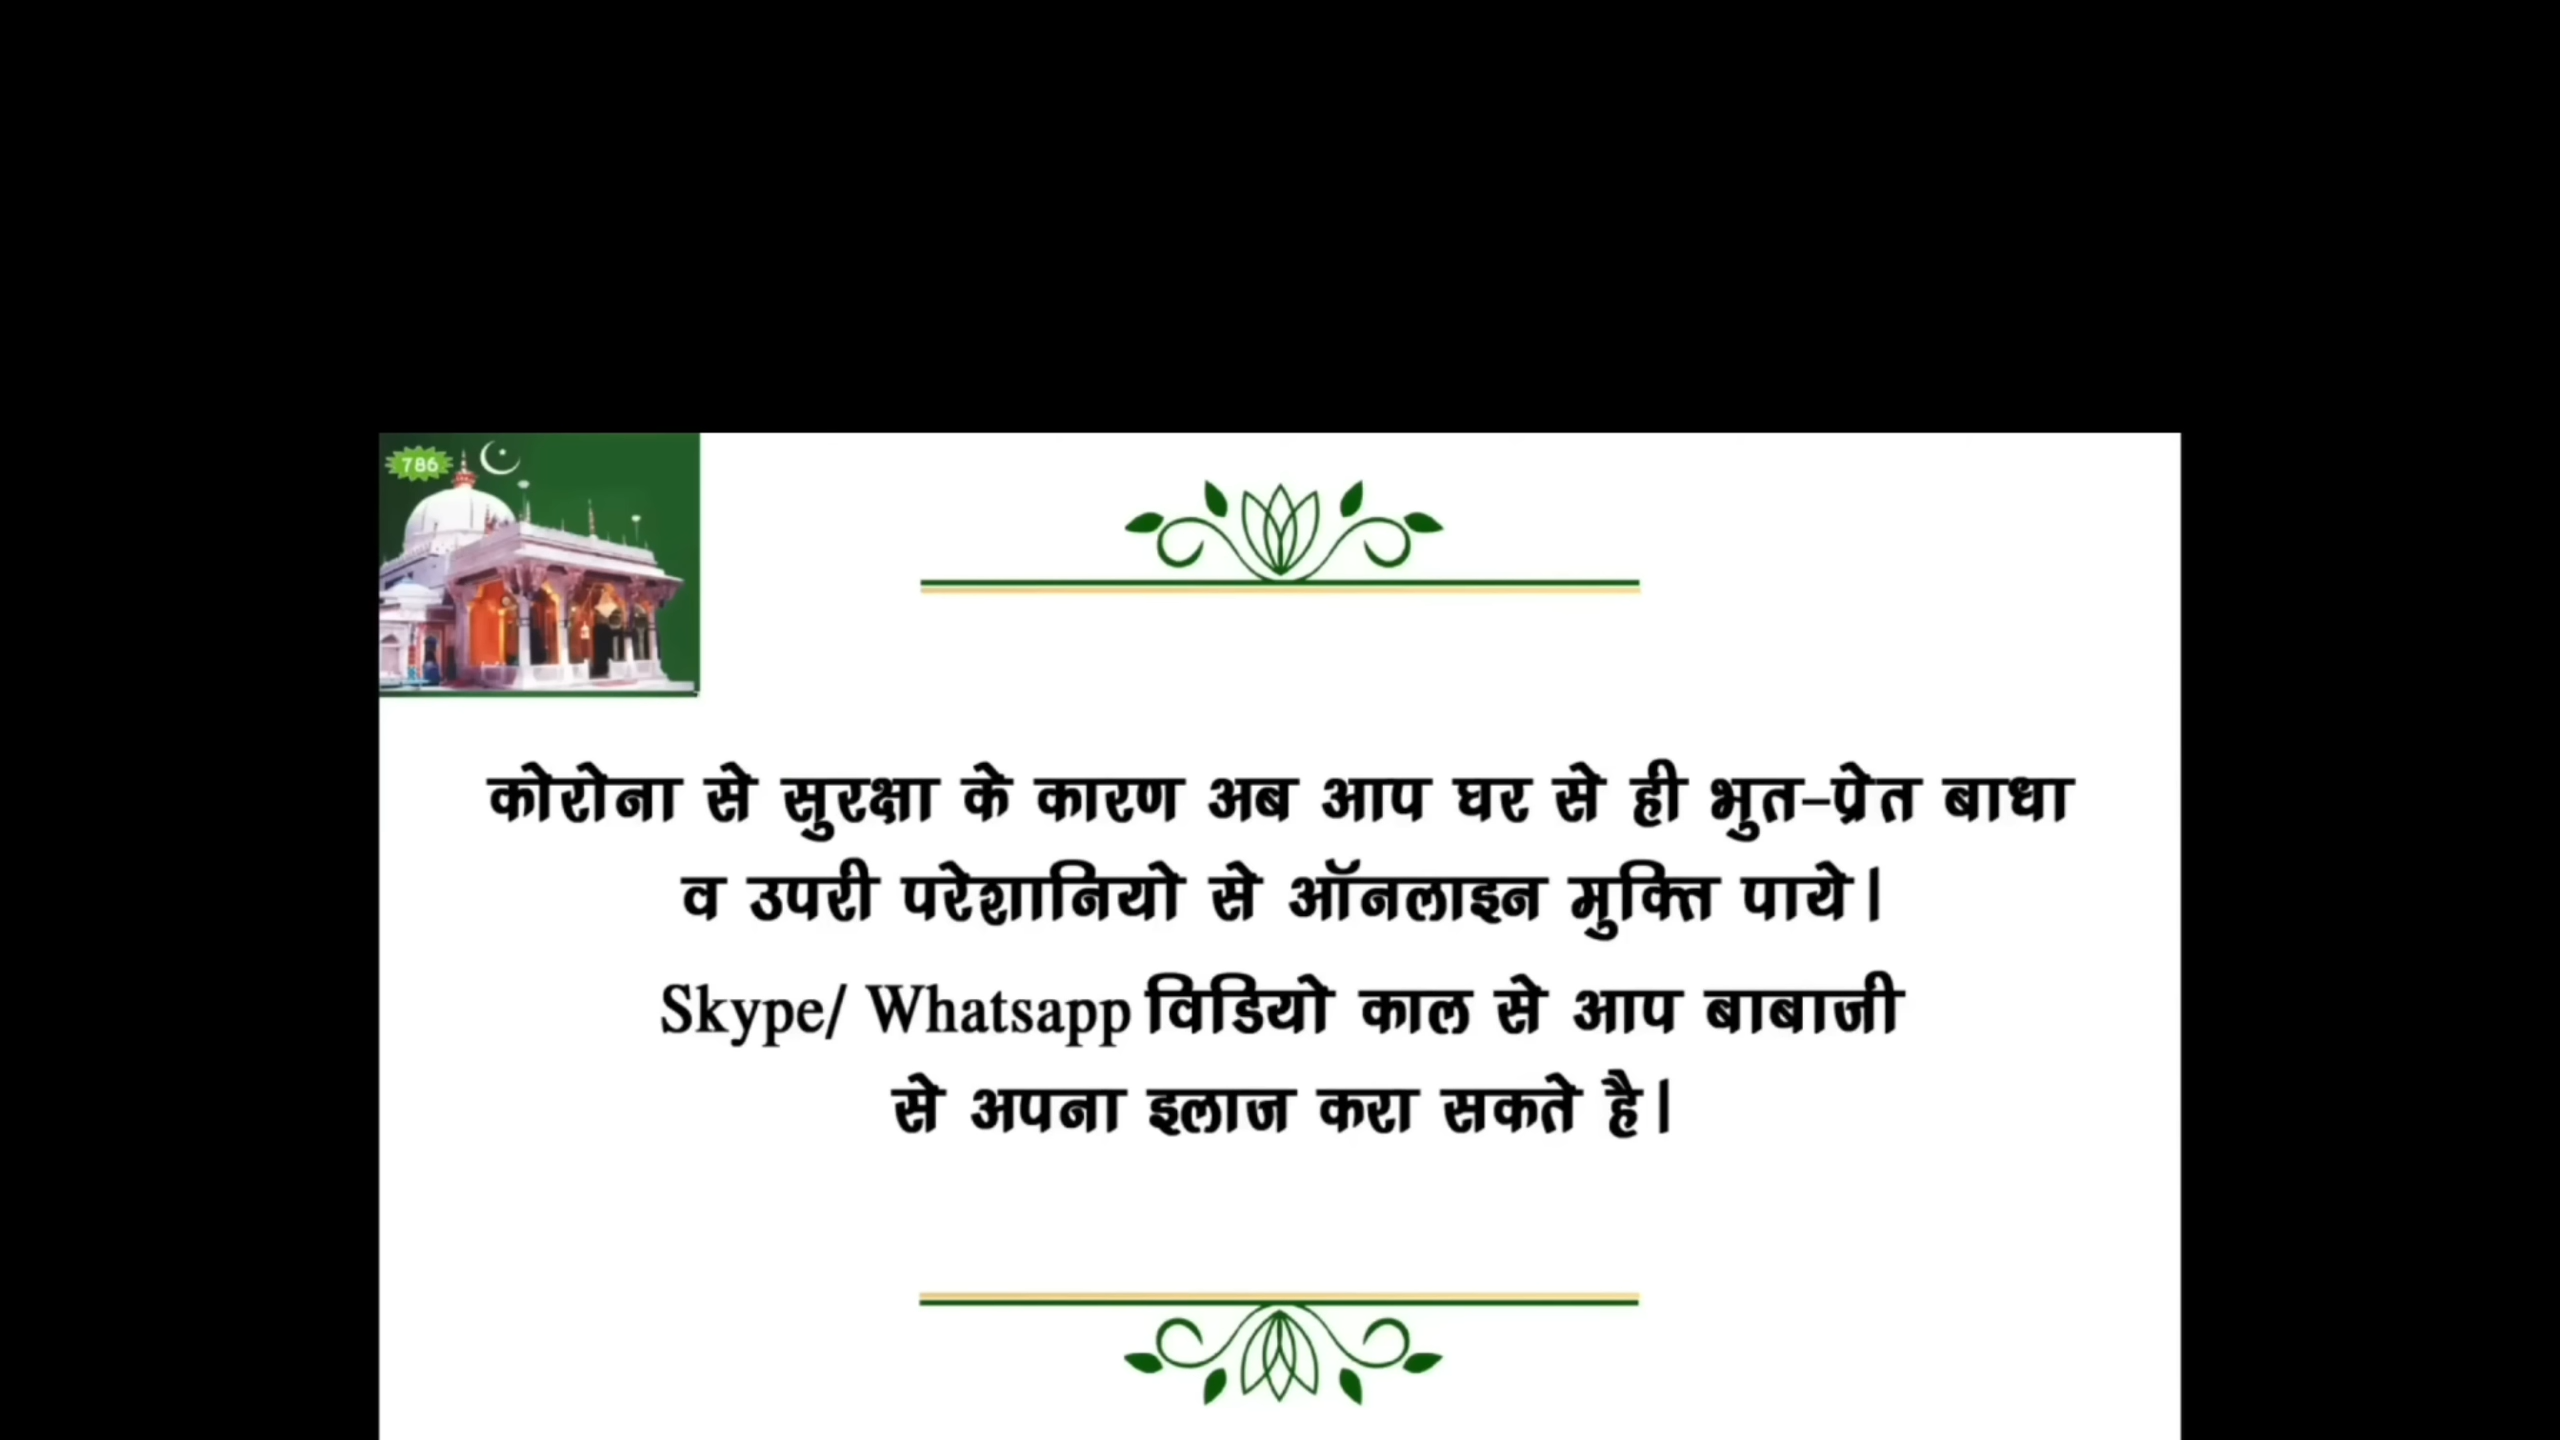 786
कोरोना से सुरक्षा के कारण अब आप घर से ही भुत-प्रेत बाधा
व उपरी परेशानियो से ऑनलाइन मुक्ति पाये।
Skype/ Whatsapp विडियो काल से आप बाबाजी
से अपना इलाज करा सकते है।